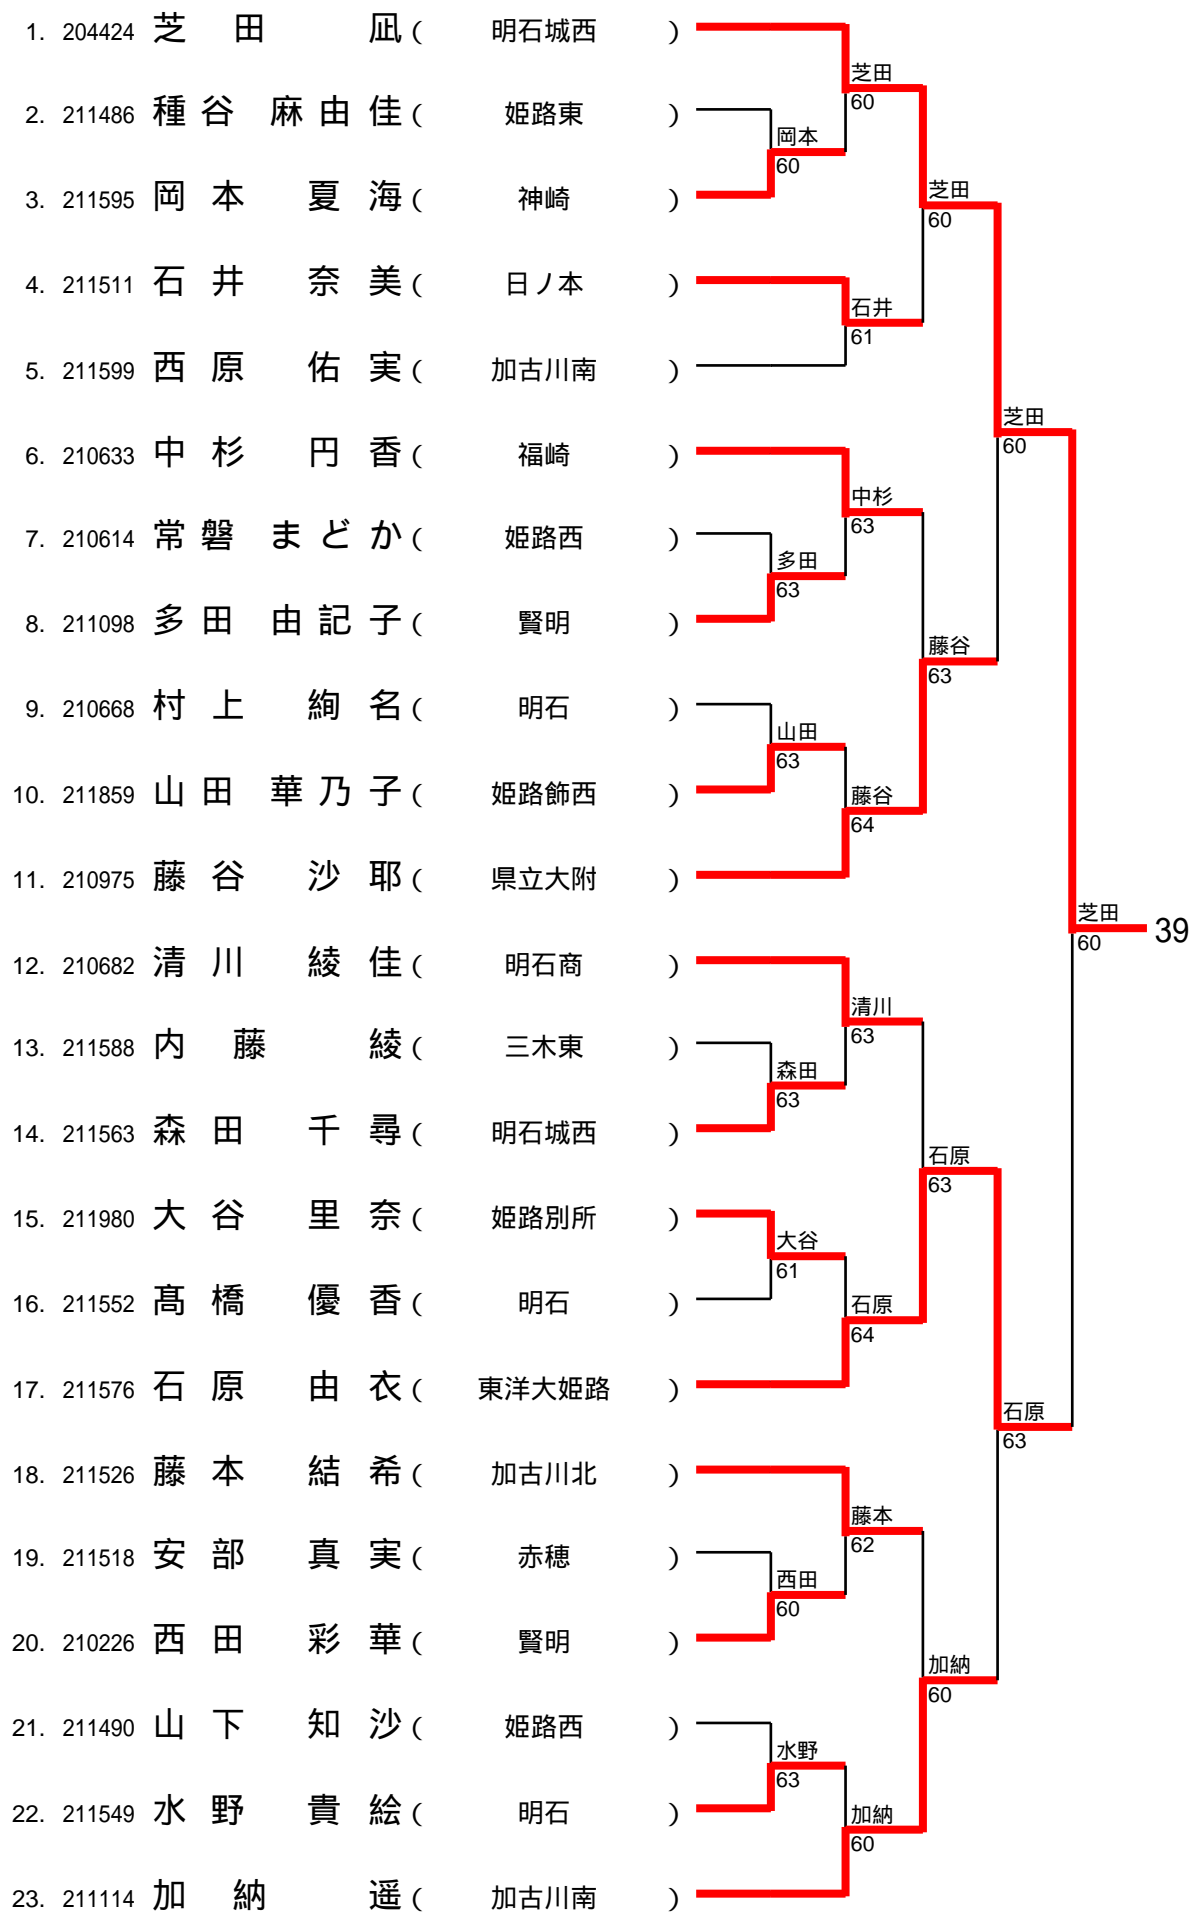 1. 204424 芝田 凪 ( 明石城西 )
芝田
60
2. 211486 種谷 麻由佳 ( 姫路東 )
岡本
60
3. 211595 岡本 夏海 ( 神崎 )
芝田
60
4. 211511 石井 奈美 ( 日ノ本 )
石井
61
5. 211599 西原 佑実 ( 加古川南 )
芝田
60
6. 210633 中杉 円香 ( 福崎 )
中杉
63
7. 210614 常磐 まどか ( 姫路西 )
多田
63
8. 211098 多田 由記子 ( 賢明 )
藤谷
63
9. 210668 村上 絢名 ( 明石 )
山田
63
10. 211859 山田 華乃子 ( 姫路飾西 )
藤谷
64
11. 210975 藤谷 沙耶 ( 県立大附 )
芝田
60
39
12. 210682 清川 綾佳 ( 明石商 )
清川
63
13. 211588 内藤 綾 ( 三木東 )
森田
63
14. 211563 森田 千尋 ( 明石城西 )
石原
63
15. 211980 大谷 里奈 ( 姫路別所 )
大谷
61
16. 211552 髙橋 優香 ( 明石 )
石原
64
17. 211576 石原 由衣 ( 東洋大姫路 )
石原
63
18. 211526 藤本 結希 ( 加古川北 )
藤本
62
19. 211518 安部 真実 ( 赤穂 )
西田
60
20. 210226 西田 彩華 ( 賢明 )
加納
60
21. 211490 山下 知沙 ( 姫路西 )
水野
63
22. 211549 水野 貴絵 ( 明石 )
加納
60
23. 211114 加納 遥 ( 加古川南 )